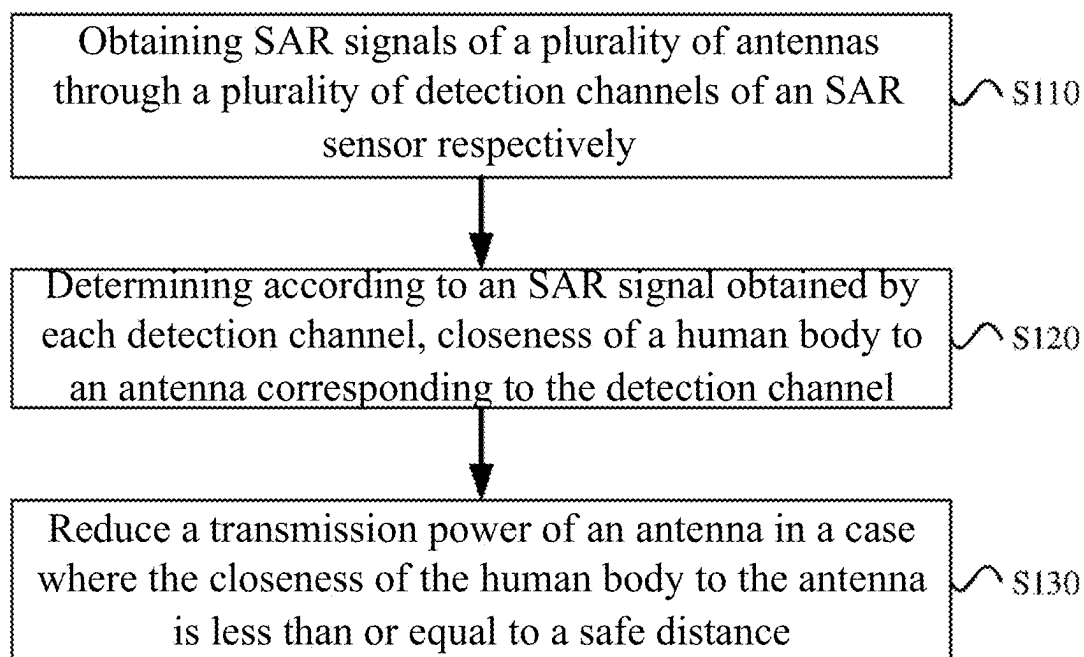 Obtaining SAR signals of a plurality of antennas
through a plurality of detection channels of an SAR
sensor respectively
S110
Determining according to an SAR signal obtained by
each detection channel, closeness of a human body to
an antenna corresponding to the detection channel
S120
Reduce a transmission power of an antenna in a case
where the closeness of the human body to the antenna
is less than or equal to a safe distance
S130